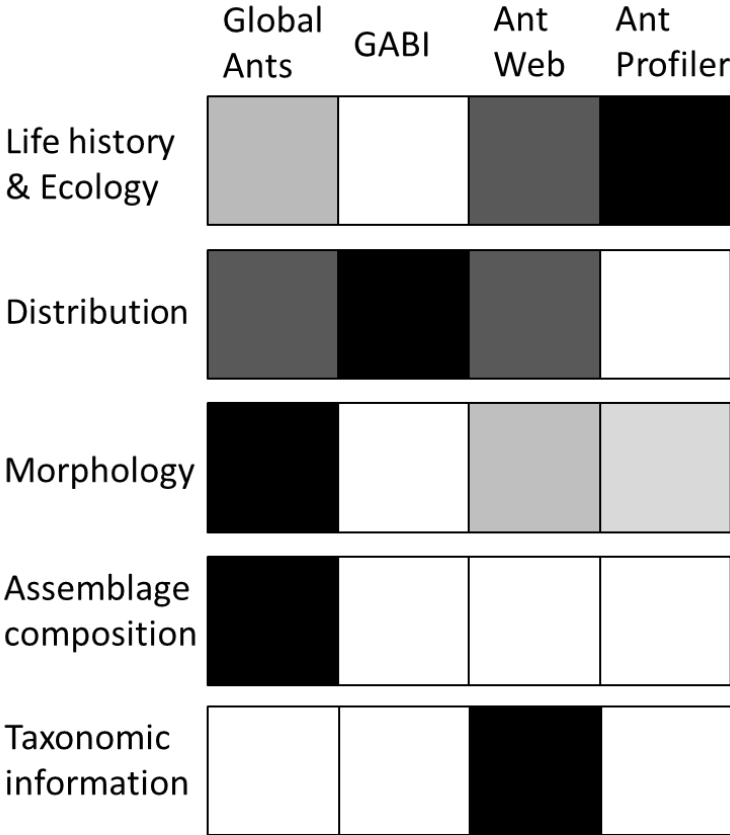 Global
Ants
GABI
Ant
Web
Ant
Profiler
Life history
& Ecology
Distribution
Morphology
Assemblage
composition
Taxonomic
information